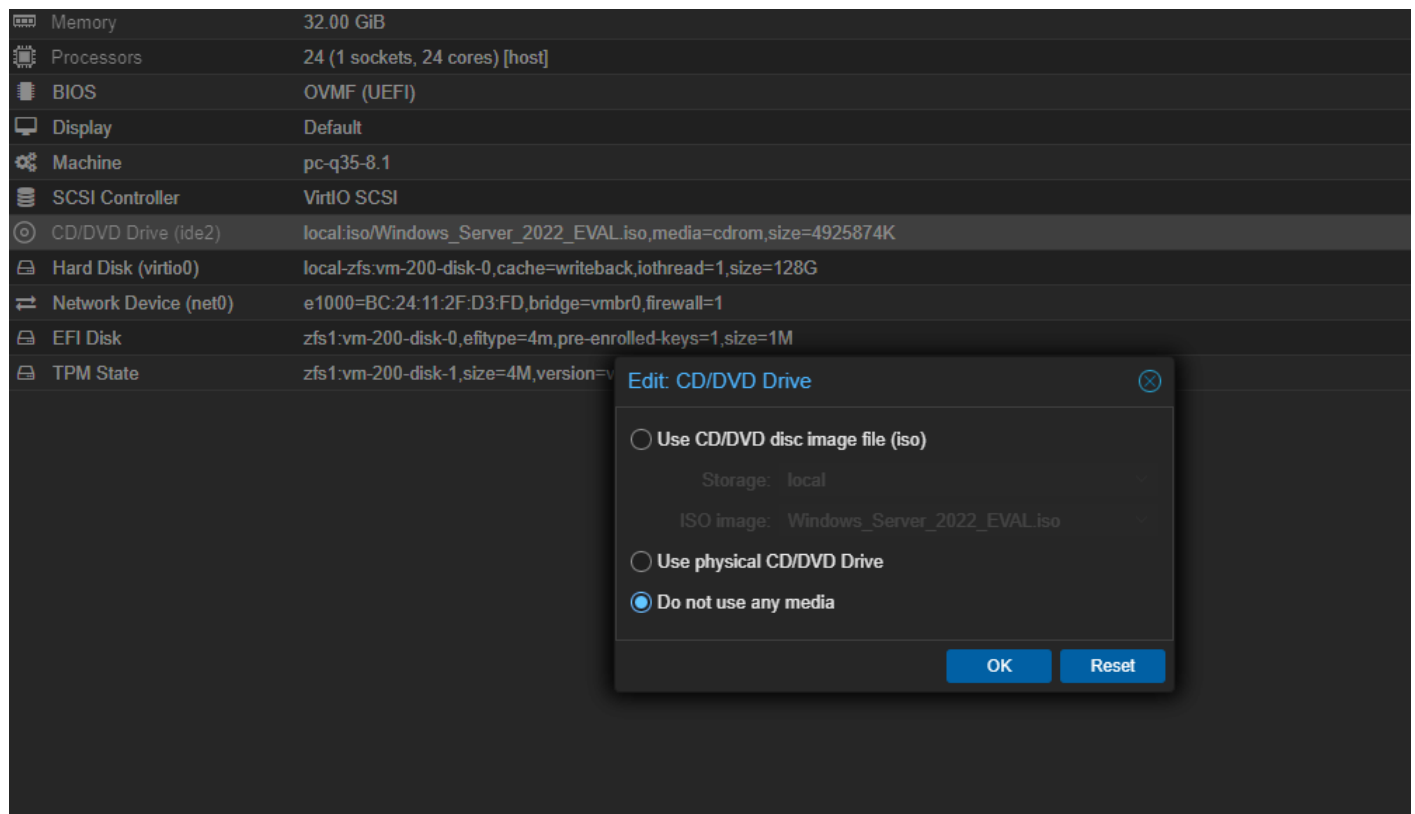 Memory 32.00 GiB
Processors 24 (1 sockets, 24 cores) [host]
BIOS OVMF (UEFI)
Display Default
Machine pc-q35-8.1
SCSI Controller VirtIO SCSI
CD/DVD Drive (ide2) local:iso/Windows_Server_2022_EVAL.iso,media=cdrom,size=4925874K
Hard Disk (virtio0) local-zfs:vm-200-disk-0,cache=writeback,iothread=1,size=128G
Network Device (net0) e1000=BC:24:11:2F:D3:FD,bridge=vmbr0,firewall=1
EFI Disk zfs1:vm-200-disk-0,efitype=4m,pre-enrolled-keys=1,size=1M
TPM State zfs1:vm-200-disk-1,size=4M,version=v
Edit: CD/DVD Drive
Use CD/DVD disc image file (iso)
Storage: local
ISO image: Windows_Server_2022_EVAL.iso
Use physical CD/DVD Drive
Do not use any media
OK Reset